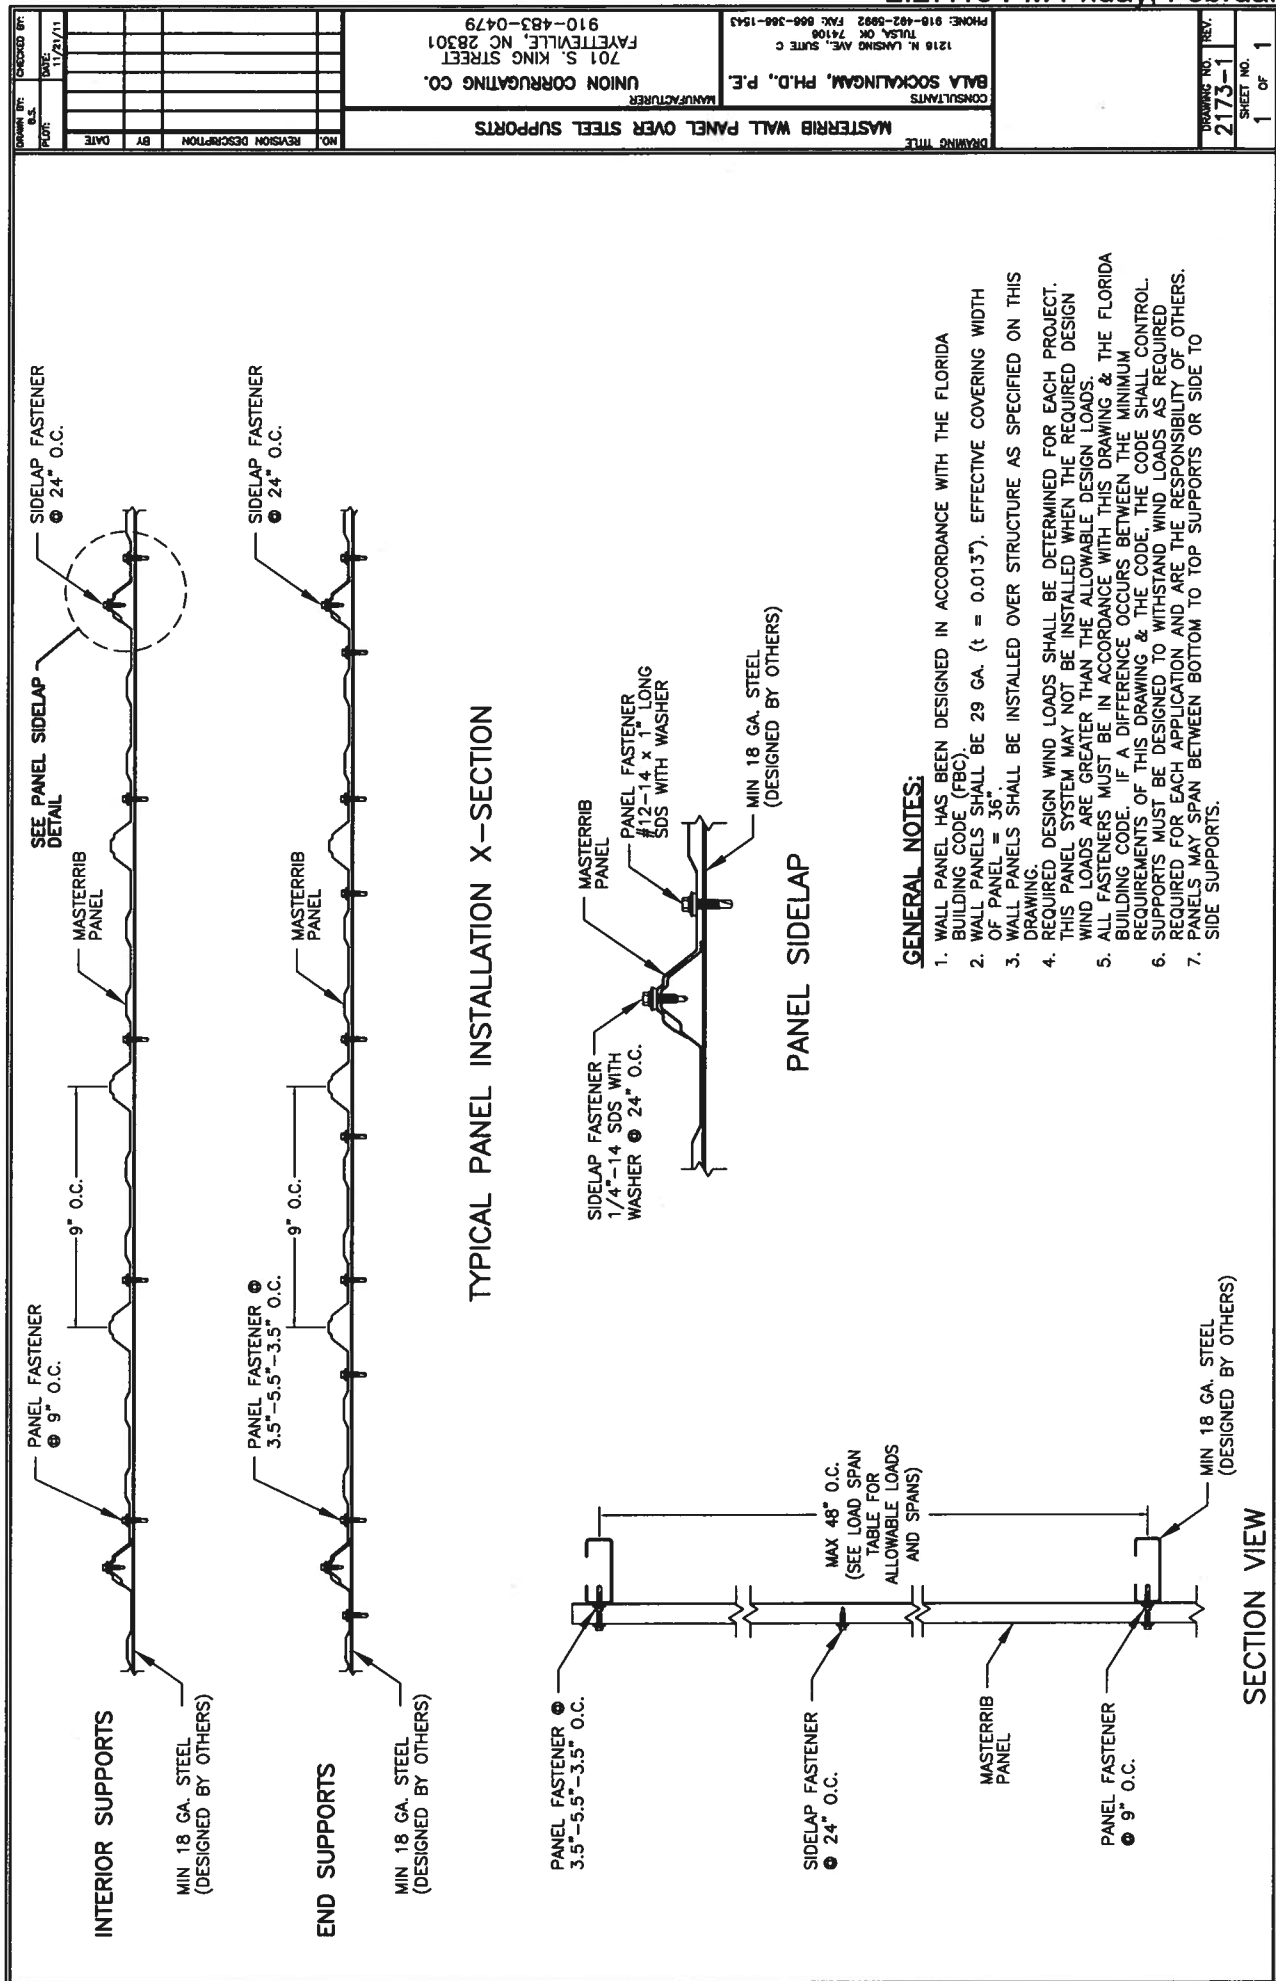 INTERIOR SUPPORTS
MIN 18 GA. STEEL
(DESIGNED BY OTHERS)
PANEL FASTENER
@ 9" O.C.
9" O.C.
MASTERRIB
PANEL
SEE PANEL SIDELAP
DETAIL
SIDELAP FASTENER
@ 24" O.C.
END SUPPORTS
MIN 18 GA. STEEL
(DESIGNED BY OTHERS)
PANEL FASTENER @
3.5"-5.5"-3.5" O.C.
9" O.C.
MASTERRIB
PANEL
SIDELAP FASTENER
@ 24" O.C.
TYPICAL PANEL INSTALLATION X-SECTION
PANEL FASTENER @
3.5"-5.5"-3.5" O.C.
SIDELAP FASTENER
@ 24" O.C.
MASTERRIB
PANEL
PANEL FASTENER
@ 9" O.C.
MAX 48" O.C.
(SEE LOAD SPAN
TABLE FOR
ALLOWABLE LOADS
AND SPANS)
MIN 18 GA. STEEL
(DESIGNED BY OTHERS)
SECTION VIEW
SIDELAP FASTENER
1/4"-14 SDS WITH
WASHER @ 24" O.C.
MASTERRIB
PANEL
PANEL FASTENER
#12-14 x 1" LONG
SDS WITH WASHER
MIN 18 GA. STEEL
(DESIGNED BY OTHERS)
PANEL SIDELAP
GENERAL NOTES:
1. WALL PANEL HAS BEEN DESIGNED IN ACCORDANCE WITH THE FLORIDA
BUILDING CODE (FBC).
2. WALL PANELS SHALL BE 29 GA. (t = 0.013"). EFFECTIVE COVERING WIDTH
OF PANEL = 36".
3. WALL PANELS SHALL BE INSTALLED OVER STRUCTURE AS SPECIFIED ON THIS
DRAWING.
4. REQUIRED DESIGN WIND LOADS SHALL BE DETERMINED FOR EACH PROJECT.
THIS PANEL SYSTEM MAY NOT BE INSTALLED WHEN THE REQUIRED DESIGN
WIND LOADS ARE GREATER THAN THE ALLOWABLE DESIGN LOADS.
5. ALL FASTENERS MUST BE IN ACCORDANCE WITH THIS DRAWING & THE FLORIDA
BUILDING CODE. IF A DIFFERENCE OCCURS BETWEEN THE MINIMUM
REQUIREMENTS OF THIS DRAWING & THE CODE, THE CODE SHALL CONTROL.
6. SUPPORTS MUST BE DESIGNED TO WITHSTAND WIND LOADS AS REQUIRED
REQUIRED FOR EACH APPLICATION AND ARE THE RESPONSIBILITY OF OTHERS.
7. PANELS MAY SPAN BETWEEN BOTTOM TO TOP SUPPORTS OR SIDE TO
SIDE SUPPORTS.
DRAWING TITLE
MASTERRIB WALL PANEL OVER STEEL SUPPORTS
CONSULTANTS
BALA SOCKALINGAM, PH.D., P.E.
1216 N. LANSING AVE., SUITE C
TULSA, OK 74106
PHONE: 918-492-5992 FAX: 866-366-1543
MANUFACTURER
UNION CORRUGATING CO.
701 S. KING STREET
FAYETTEVILLE, NC 28301
910-483-0479
NO. REVISION DESCRIPTION BY DATE
DRAWN BY:
B.S.
CHECKED BY:
PLOT:
DATE:
11/21/11
DRAWING NO.
2173-1
REV.
SHEET NO.
1 OF 1